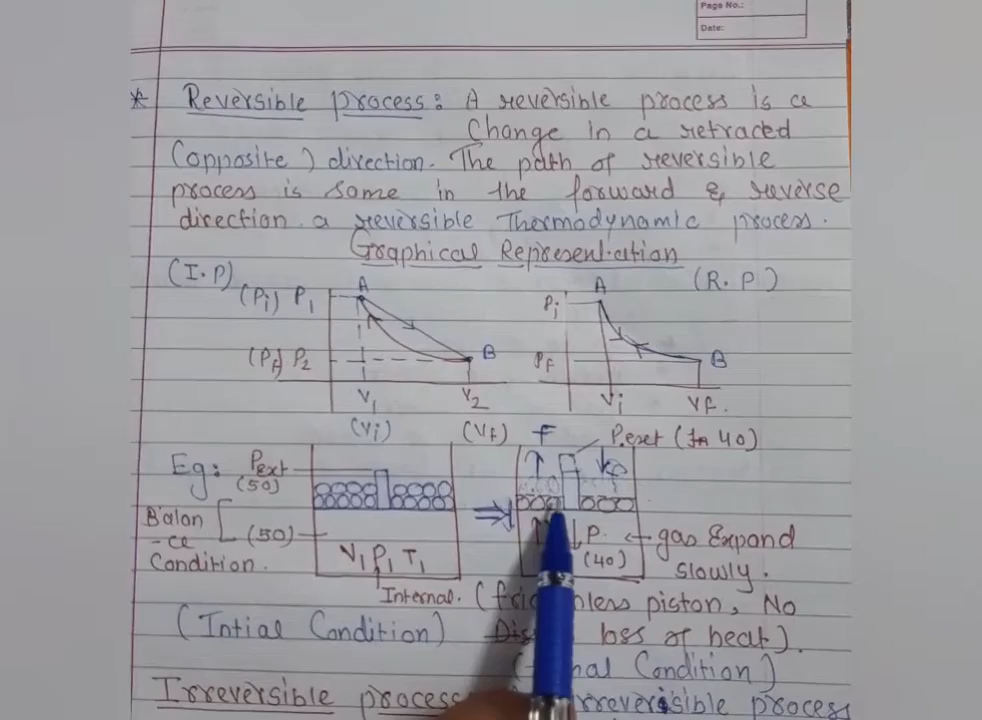 Page No.:
Date:
* Reversible process: A reversible process is a
Change in a retraced
(opposite) direction. The path of reversible
process is same in the forward & reverse
direction. a reversible Thermodynamic process.
Graphical Representation
(I.P) (R.P)
(Pi) P1 A Pi A
(Pf) P2 B Pf B
V1 V2 Vi Vf.
(Vi) (Vf) F Pext (40)
Eg: Pext
(50)
Balan [ (50)
-ce
Condition.
V1 P1 T1
P. ← gas Expand
(40) slowly.
Internal. (piston, No
(Intial Condition) loss of heat).
Condition)
Irreversible process irreversible process